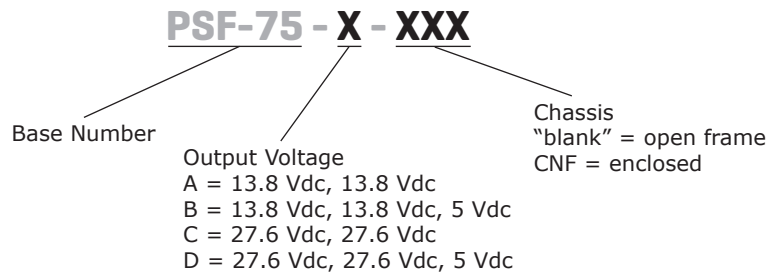 PSF-75 - X - XXX
Base Number
Output Voltage
A = 13.8 Vdc, 13.8 Vdc
B = 13.8 Vdc, 13.8 Vdc, 5 Vdc
C = 27.6 Vdc, 27.6 Vdc
D = 27.6 Vdc, 27.6 Vdc, 5 Vdc
Chassis
“blank” = open frame
CNF = enclosed